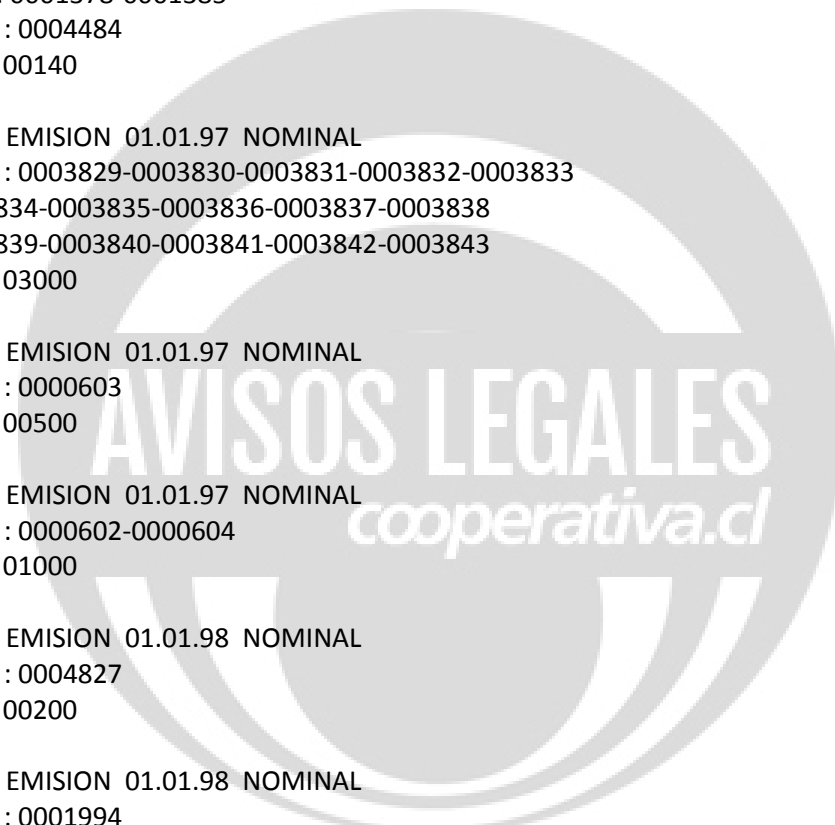 : 0004484
00140
EMISION 01.01.97 NOMINAL
: 0003829-0003830-0003831-0003832-0003833
834-0003835-0003836-0003837-0003838
839-0003840-0003841-0003842-0003843
03000
EMISION 01.01.97 NOMINAL
: 0000603
00500
AVISOS LEGALES
cooperativa.cl
EMISION 01.01.97 NOMINAL
: 0000602-0000604
01000
EMISION 01.01.98 NOMINAL
: 0004827
00200
EMISION 01.01.98 NOMINAL
: 0001994